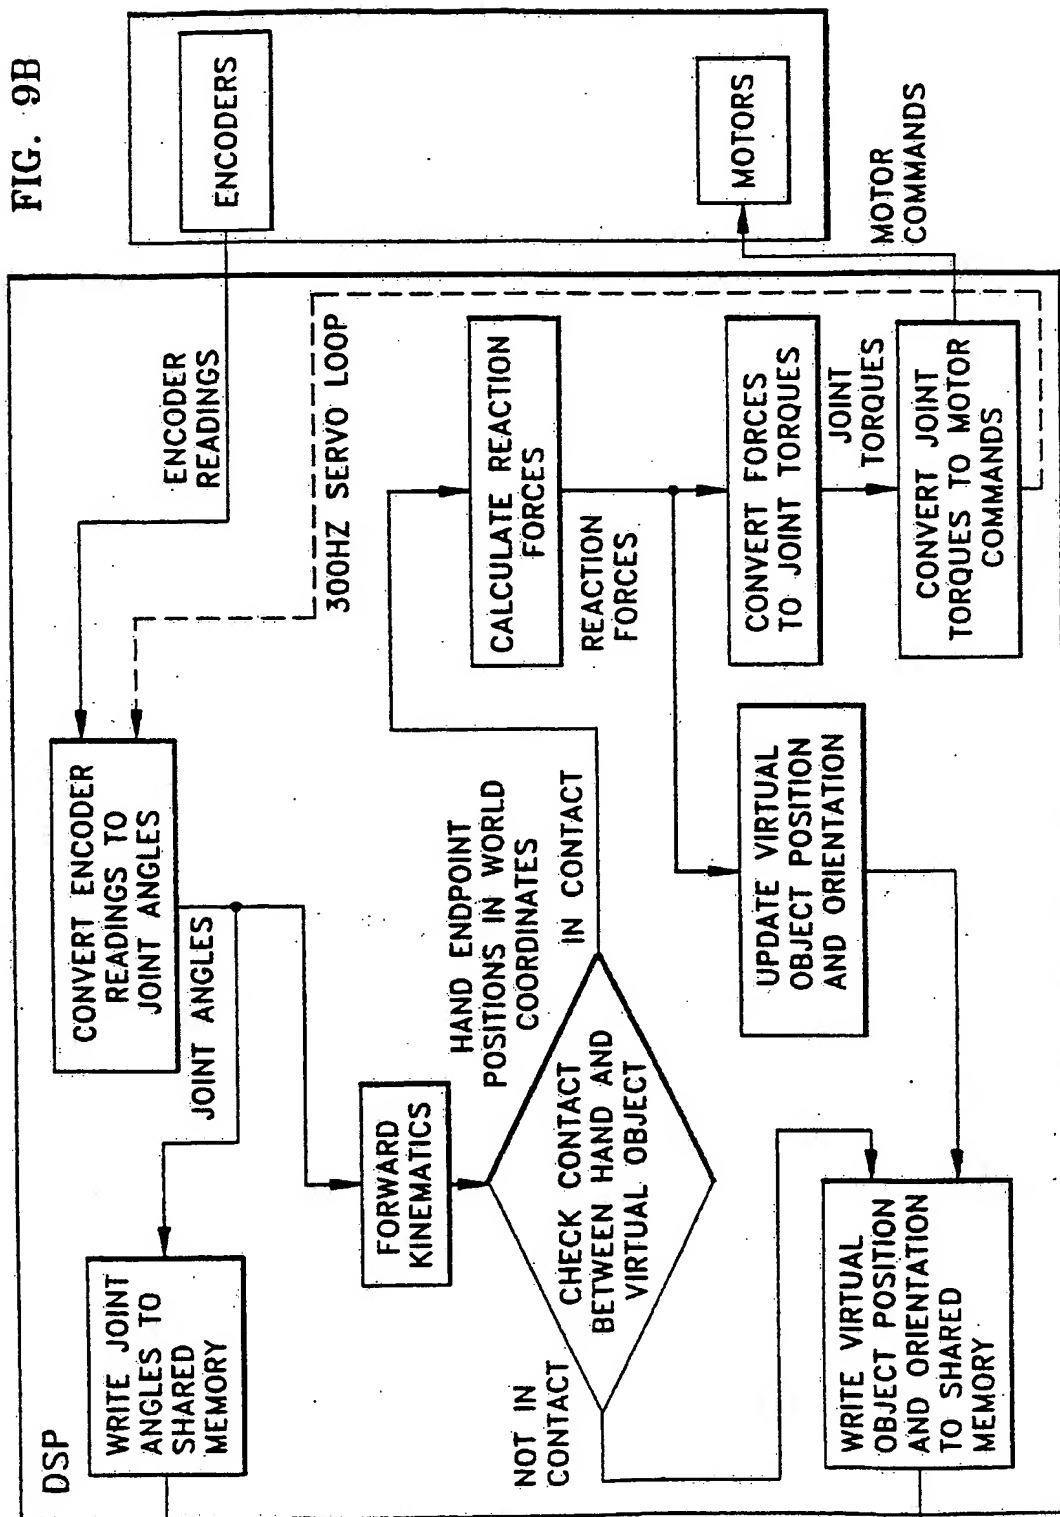 FIG. 9B
DSP
WRITE JOINT
ANGLES TO
SHARED
MEMORY
CONVERT ENCODER
READINGS TO
JOINT ANGLES
JOINT ANGLES
ENCODER
READINGS
300HZ SERVO LOOP
ENCODERS
FORWARD
KINEMATICS
HAND ENDPOINT
POSITIONS IN WORLD
COORDINATES
CHECK CONTACT
BETWEEN HAND AND
VIRTUAL OBJECT
IN CONTACT
NOT IN
CONTACT
CALCULATE REACTION
FORCES
REACTION
FORCES
CONVERT FORCES
TO JOINT TORQUES
JOINT
TORQUES
CONVERT JOINT
TORQUES TO MOTOR
COMMANDS
MOTOR
COMMANDS
MOTORS
UPDATE VIRTUAL
OBJECT POSITION
AND ORIENTATION
WRITE VIRTUAL
OBJECT POSITION
AND ORIENTATION
TO SHARED
MEMORY